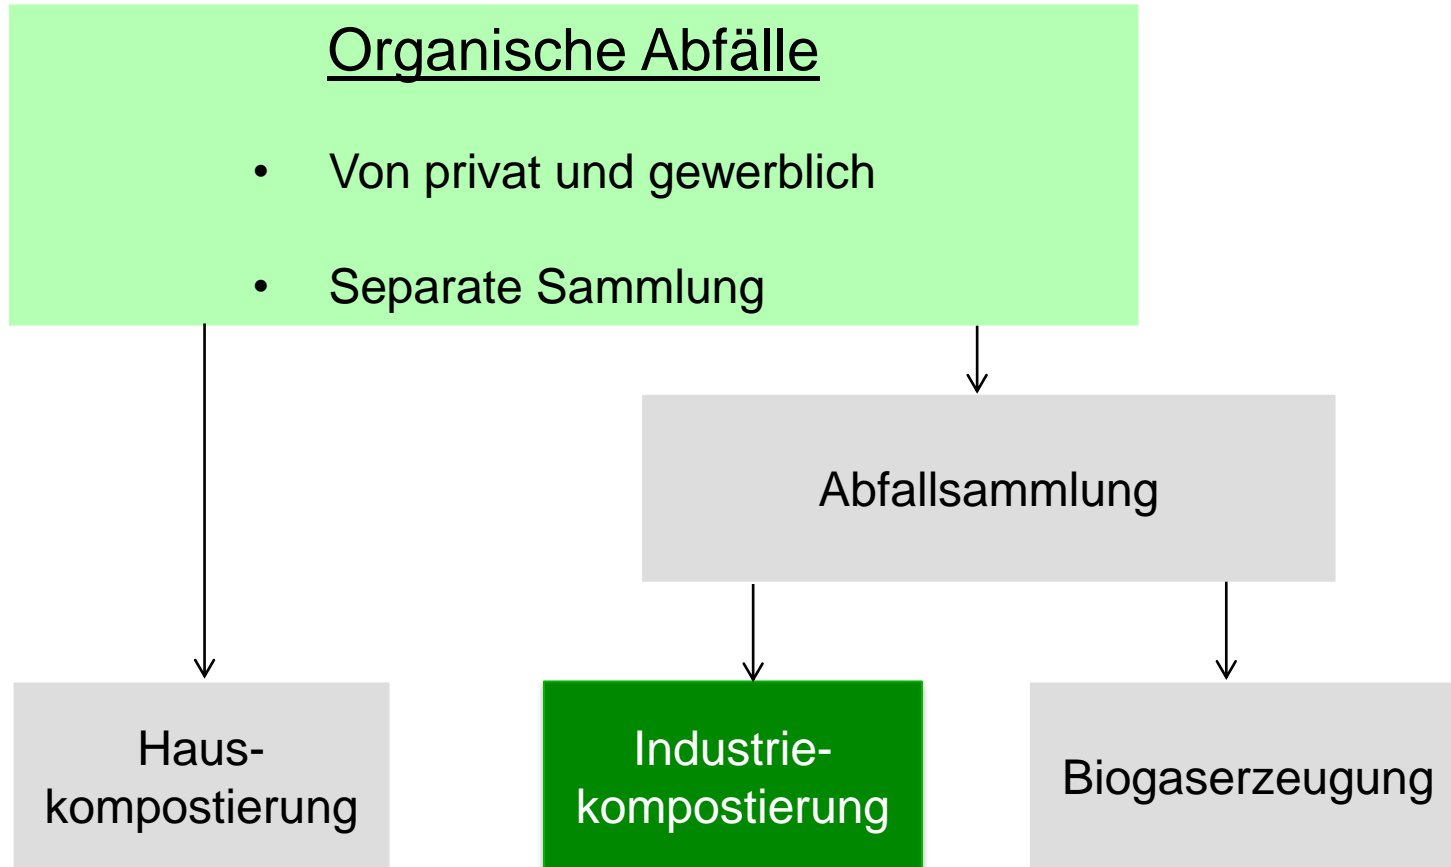 Organische Abfälle
• Von privat und gewerblich
• Separate Sammlung
Abfallsammlung
Haus-
kompostierung
Industrie-
kompostierung
Biogaserzeugung